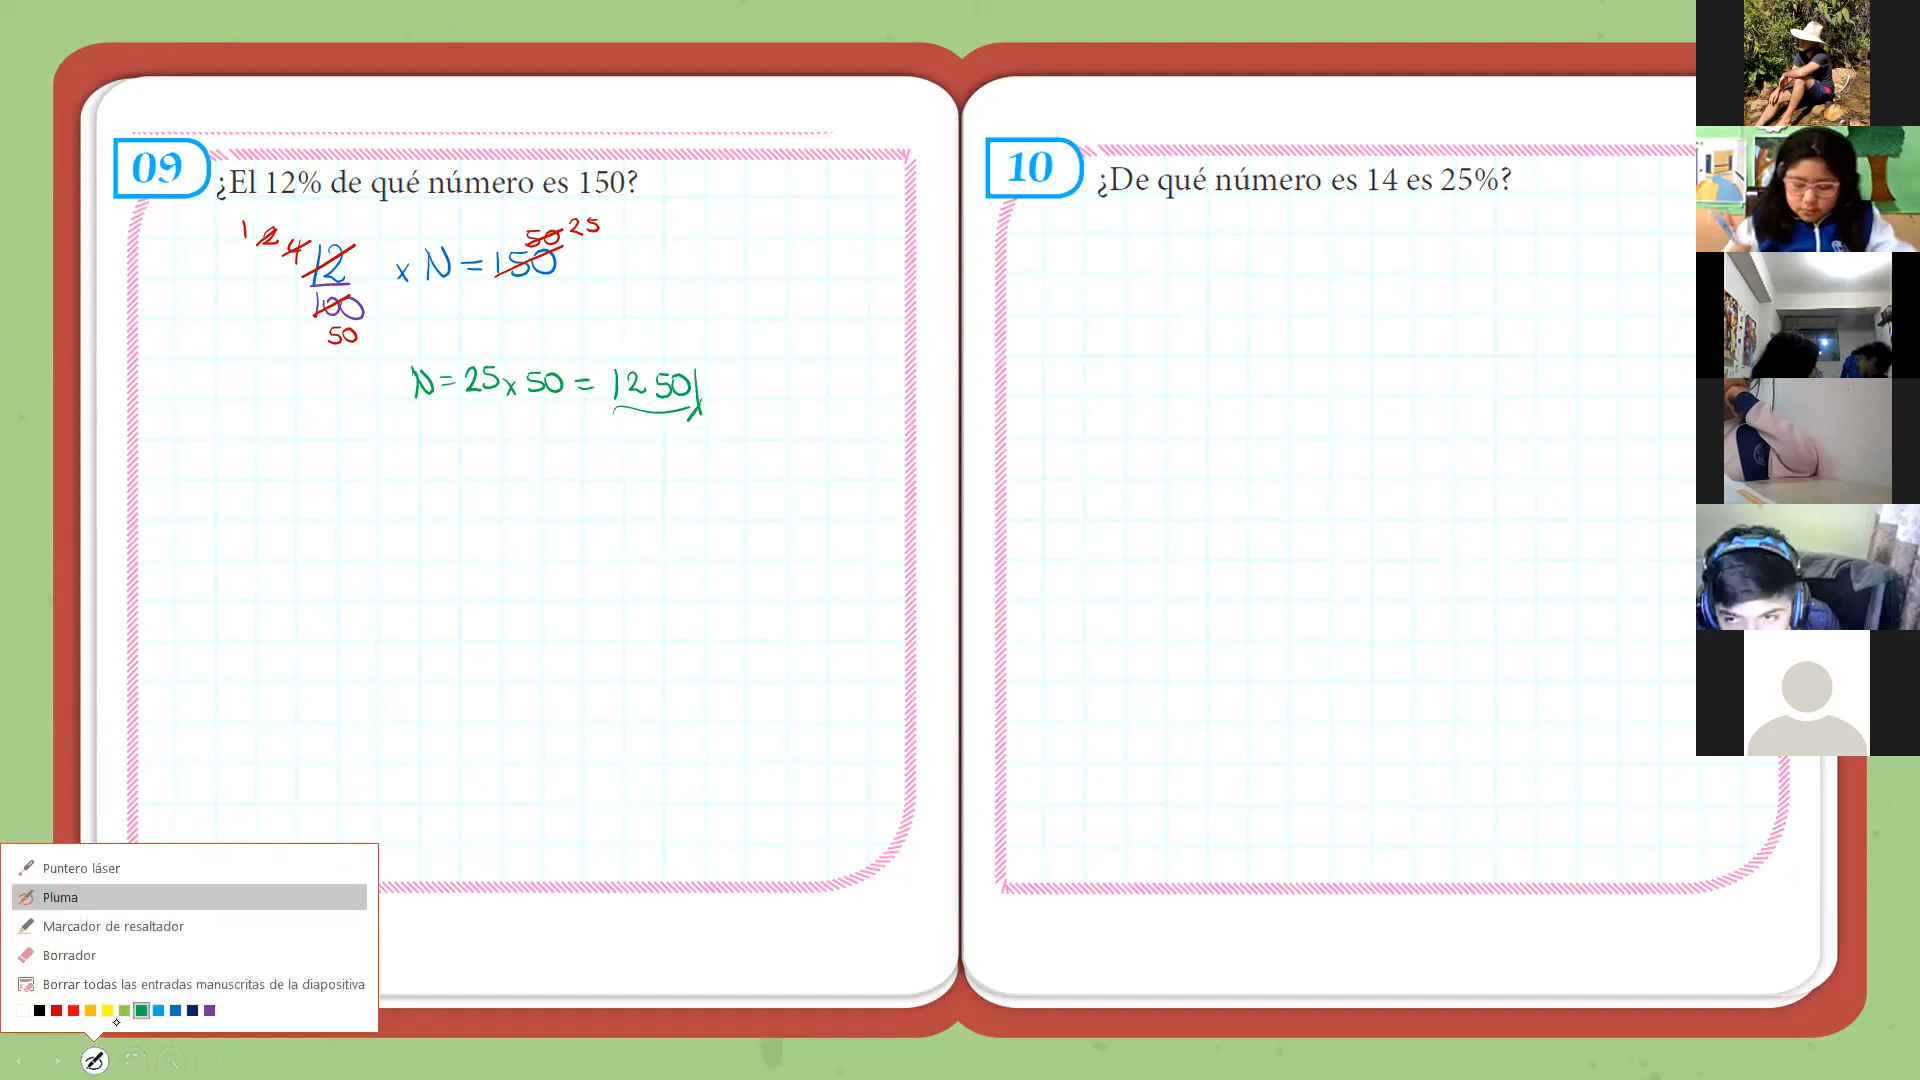 09
¿El 12% de qué número es 150?
1 2 4 12 x N = 150 50 25
100
50
N = 25 x 50 = 1250
10
¿De qué número es 14 es 25%?
Puntero láser
Pluma
Marcador de resaltador
Borrador
Borrar todas las entradas manuscritas de la diapositiva